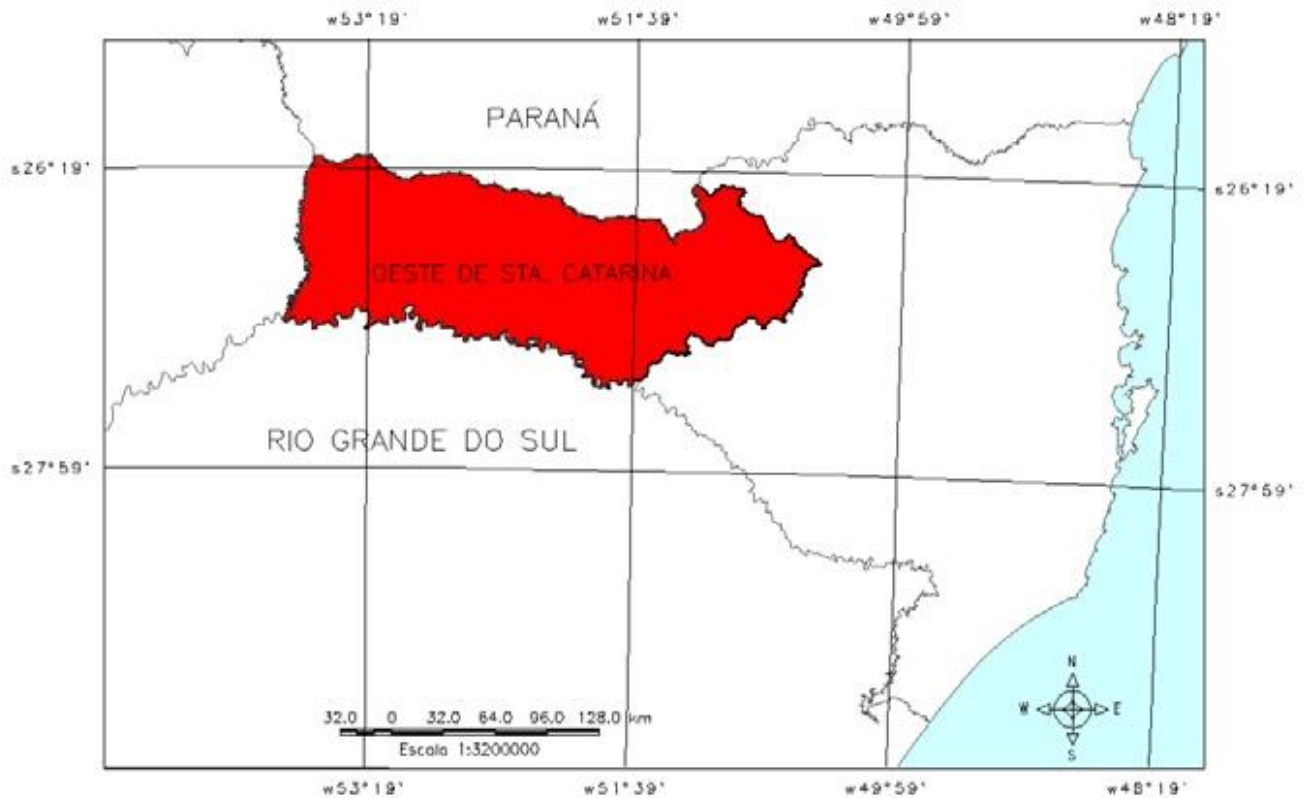 w53°19' w51°39' w49°59' w48°19'
PARANÁ
s26°19' s26°19'
OESTE DE STA. CATARINA
RIO GRANDE DO SUL
s27°59' s27°59'
N
W E
S
32.0 0 32.0 64.0 96.0 128.0 km
Escala 1:3200000
w53°19' w51°39' w49°59' w48°19'